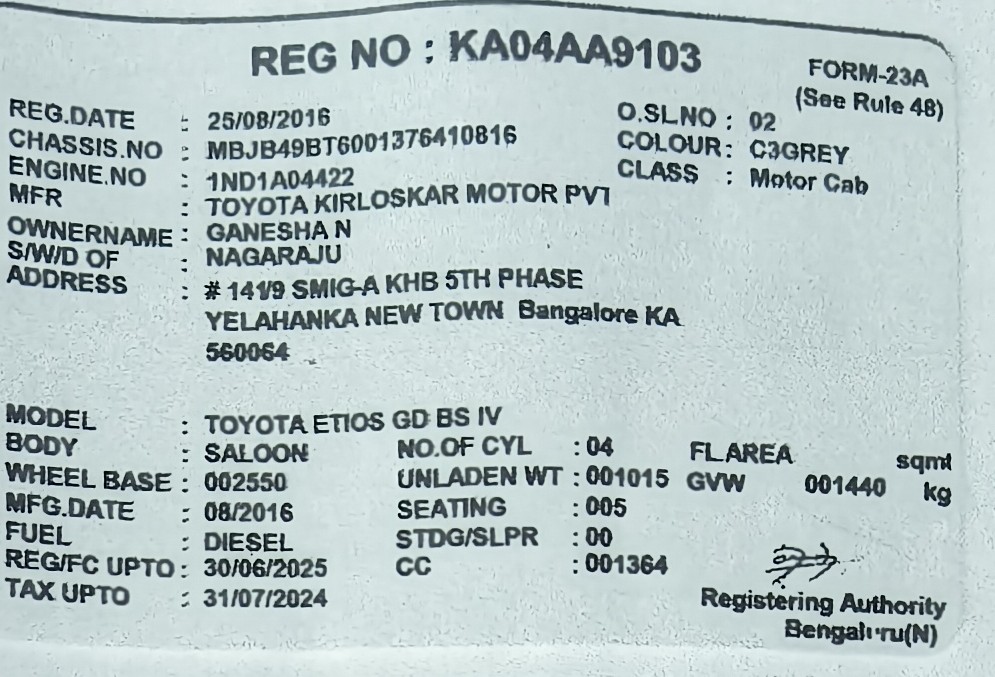 REG NO : KA04AA9103
FORM-23A
(See Rule 48)
REG.DATE : 25/08/2016 O.SLNO : 02
CHASSIS.NO : MBJB49BT6001376410816 COLOUR : C3GREY
ENGINE.NO : 1ND1A04422 CLASS : Motor Cab
MFR : TOYOTA KIRLOSKAR MOTOR PVT
OWNERNAME : GANESHA N
S/W/D OF : NAGARAJU
ADDRESS : # 141/9 SMIG-A KHB 5TH PHASE
YELAHANKA NEW TOWN Bangalore KA
560064
MODEL : TOYOTA ETIOS GD BS IV
BODY : SALOON NO.OF CYL : 04 FLAREA sqmt
WHEEL BASE : 002550 UNLADEN WT : 001015 GVW 001440 kg
MFG.DATE : 08/2016 SEATING : 005
FUEL : DIESEL STDG/SLPR : 00
REG/FC UPTO : 30/06/2025 CC : 001364
TAX UPTO : 31/07/2024
Registering Authority
Bengaluru(N)